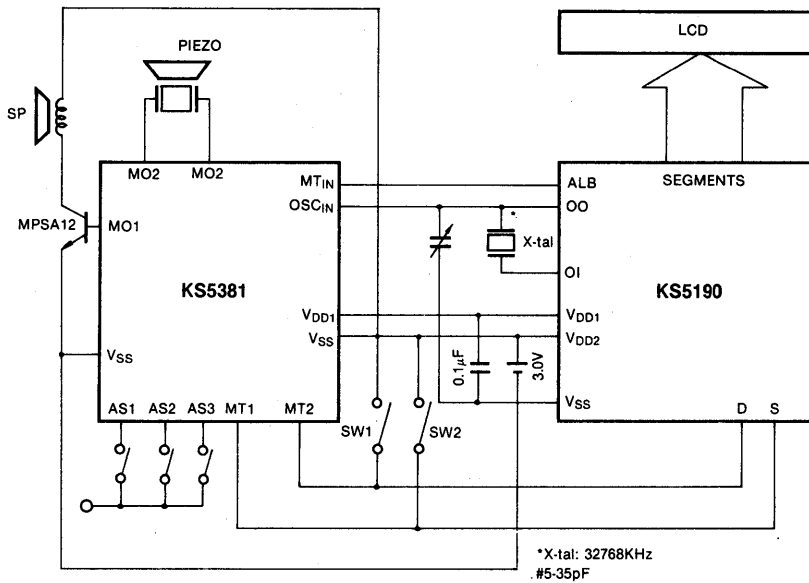 LCD
PIEZO
SP
MO2 MO2
SEGMENTS
MT_IN
ALB
OSC_IN
OO
MPSA12
MO1
*
X-tal
OI
KS5381
KS5190
V_DD1
V_DD1
V_SS
V_DD2
V_SS
0.1μF
3.0V
V_SS
AS1 AS2 AS3 MT1 MT2
D S
SW1
SW2
*X-tal: 32768KHz
#5-35pF